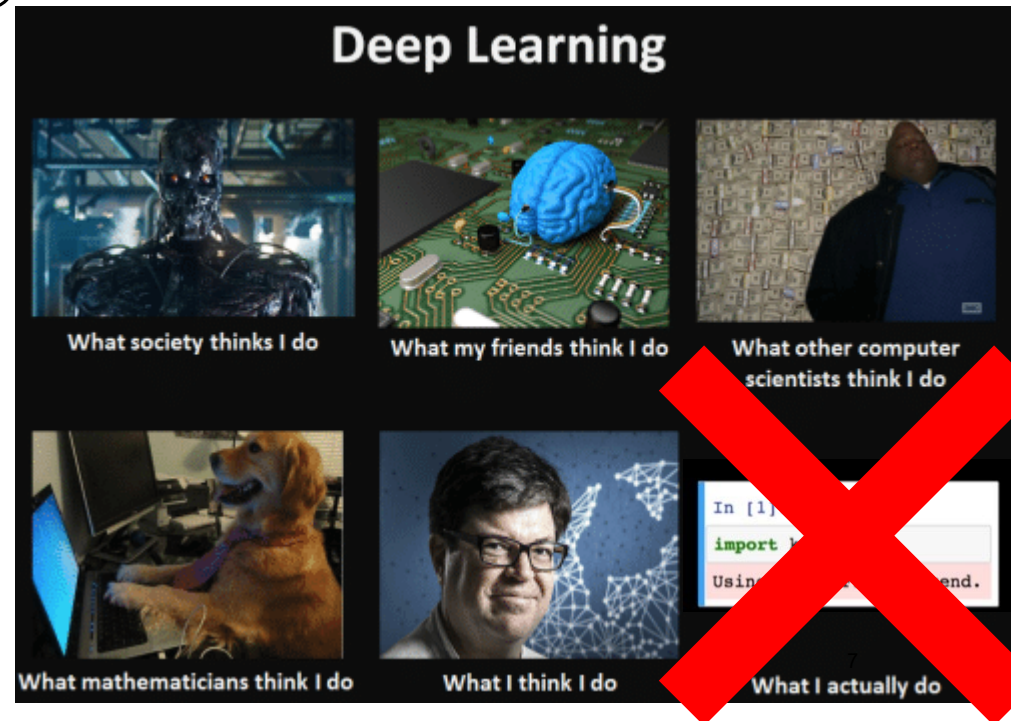 Deep Learning
What society thinks I do
What my friends think I do
What other computer
scientists think I do
What mathematicians think I do
What I think I do
In [1]
import
Using end.
7
What I actually do